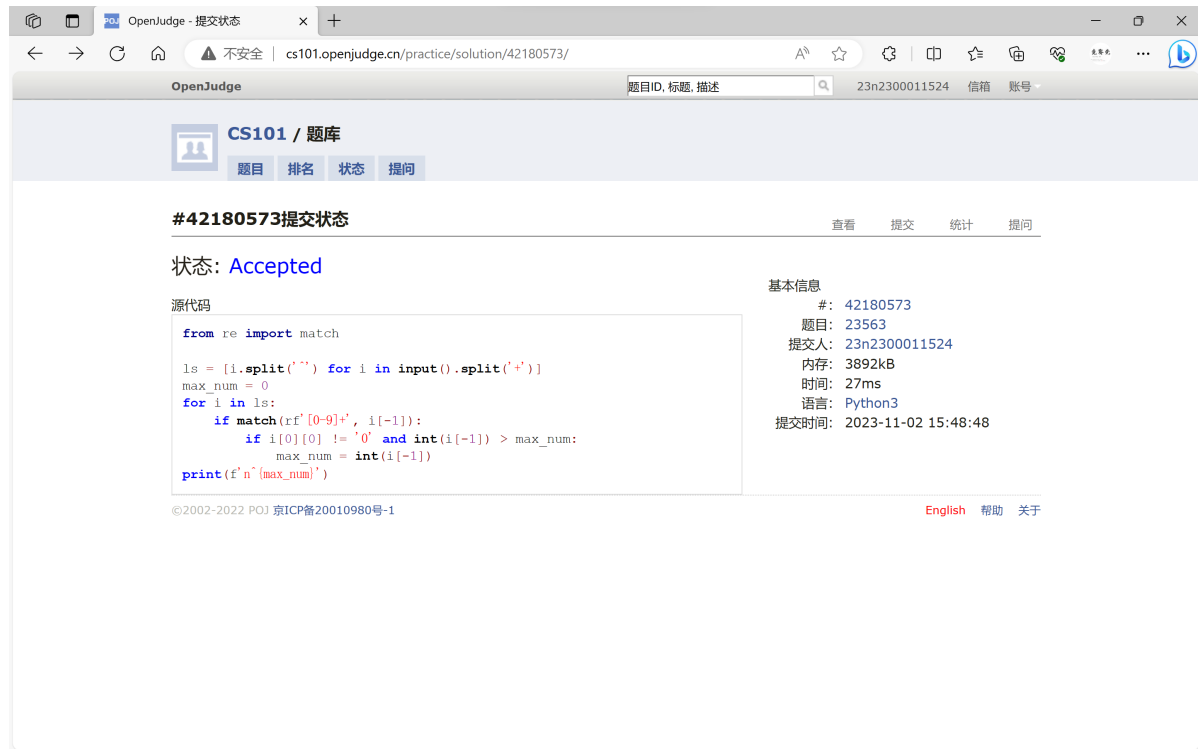 OpenJudge - 提交状态
不安全 cs101.openjudge.cn/practice/solution/42180573/
OpenJudge 题目ID, 标题, 描述 23n2300011524 信箱 账号
CS101 / 题库
题目 排名 状态 提问
#42180573提交状态 查看 提交 统计 提问
状态: Accepted
源代码
from re import match
ls = [i.split('^') for i in input().split('+')]
max_num = 0
for i in ls:
    if match(rf'[0-9]+', i[-1]):
        if i[0][0] != '0' and int(i[-1]) > max_num:
            max_num = int(i[-1])
print(f'n^{max_num}')
基本信息
#: 42180573
题目: 23563
提交人: 23n2300011524
内存: 3892kB
时间: 27ms
语言: Python3
提交时间: 2023-11-02 15:48:48
©2002-2022 POJ 京ICP备20010980号-1 English 帮助 关于